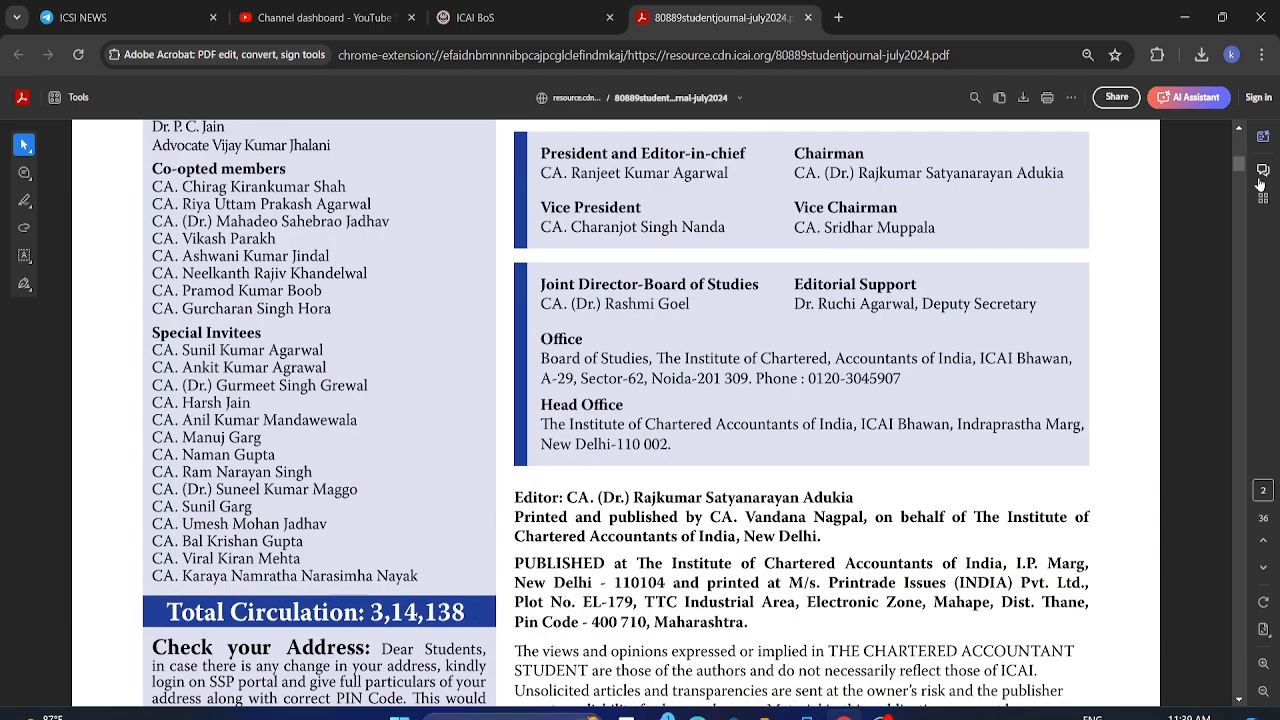 ICSI NEWS
Channel dashboard - YouTube
ICAI BoS
80889studentjournal-july2024.p
Adobe Acrobat: PDF edit, convert, sign tools
chrome-extension://efaidnbmnnnibpcajpcglclefindmkaj/https://resource.cdn.icai.org/80889studentjournal-july2024.pdf
k
Tools
resource.cdn... / 80889student...rnal-july2024
Share
AI Assistant
Sign in
Dr. P. C. Jain
Advocate Vijay Kumar Jhalani
Co-opted members
CA. Chirag Kirankumar Shah
CA. Riya Uttam Prakash Agarwal
CA. (Dr.) Mahadeo Sahebrao Jadhav
CA. Vikash Parakh
CA. Ashwani Kumar Jindal
CA. Neelkanth Rajiv Khandelwal
CA. Pramod Kumar Boob
CA. Gurcharan Singh Hora
Special Invitees
CA. Sunil Kumar Agarwal
CA. Ankit Kumar Agrawal
CA. (Dr.) Gurmeet Singh Grewal
CA. Harsh Jain
CA. Anil Kumar Mandawewala
CA. Manuj Garg
CA. Naman Gupta
CA. Ram Narayan Singh
CA. (Dr.) Suneel Kumar Maggo
CA. Sunil Garg
CA. Umesh Mohan Jadhav
CA. Bal Krishan Gupta
CA. Viral Kiran Mehta
CA. Karaya Namratha Narasimha Nayak
Total Circulation: 3,14,138
Check your Address: Dear Students,
in case there is any change in your address, kindly
login on SSP portal and give full particulars of your
address along with correct PIN Code. This would
President and Editor-in-chief
CA. Ranjeet Kumar Agarwal
Chairman
CA. (Dr.) Rajkumar Satyanarayan Adukia
Vice President
CA. Charanjot Singh Nanda
Vice Chairman
CA. Sridhar Muppala
Joint Director-Board of Studies
CA. (Dr.) Rashmi Goel
Editorial Support
Dr. Ruchi Agarwal, Deputy Secretary
Office
Board of Studies, The Institute of Chartered, Accountants of India, ICAI Bhawan,
A-29, Sector-62, Noida-201 309. Phone : 0120-3045907
Head Office
The Institute of Chartered Accountants of India, ICAI Bhawan, Indraprastha Marg,
New Delhi-110 002.
Editor: CA. (Dr.) Rajkumar Satyanarayan Adukia
Printed and published by CA. Vandana Nagpal, on behalf of The Institute of
Chartered Accountants of India, New Delhi.
PUBLISHED at The Institute of Chartered Accountants of India, I.P. Marg,
New Delhi - 110104 and printed at M/s. Printrade Issues (INDIA) Pvt. Ltd.,
Plot No. EL-179, TTC Industrial Area, Electronic Zone, Mahape, Dist. Thane,
Pin Code - 400 710, Maharashtra.
The views and opinions expressed or implied in THE CHARTERED ACCOUNTANT
STUDENT are those of the authors and do not necessarily reflect those of ICAI.
Unsolicited articles and transparencies are sent at the owner's risk and the publisher
2
36
87°F
ENG
11:39 AM